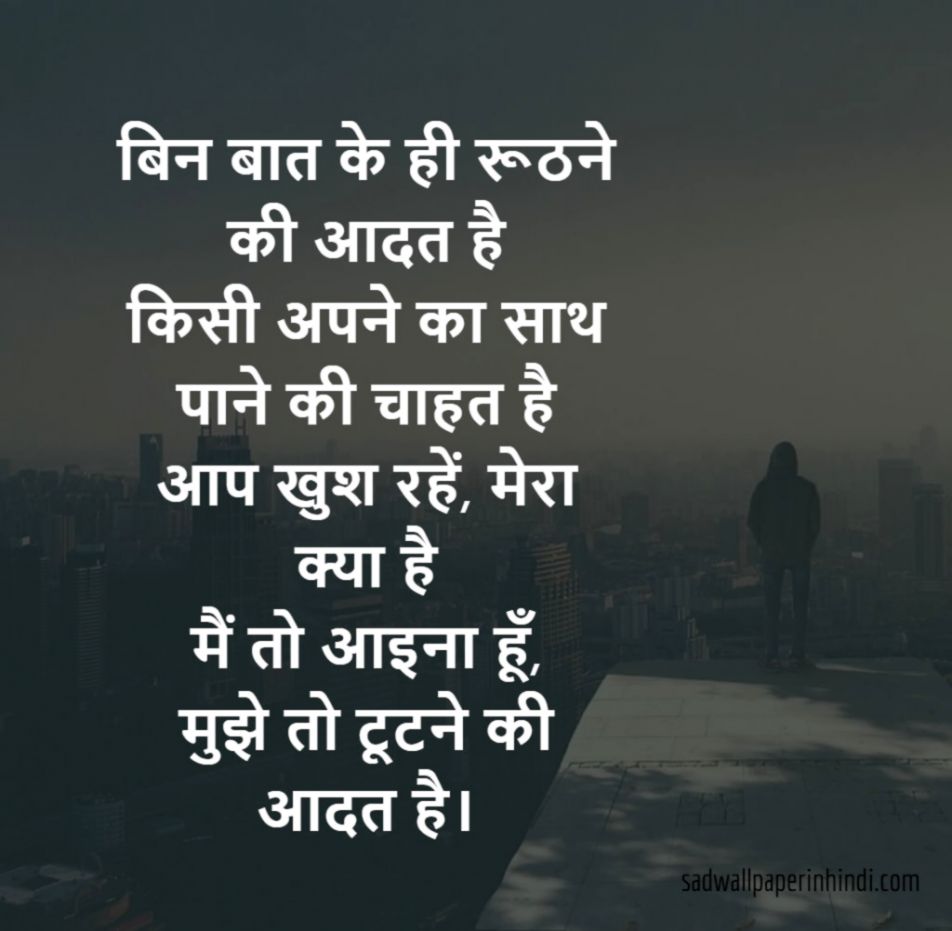 बिन बात के ही रूठने
की आदत है
किसी अपने का साथ
पाने की चाहत है
आप खुश रहें, मेरा
क्या है
मैं तो आइना हूँ,
मुझे तो टूटने की
आदत है।
sadwallpaperinhindi.com